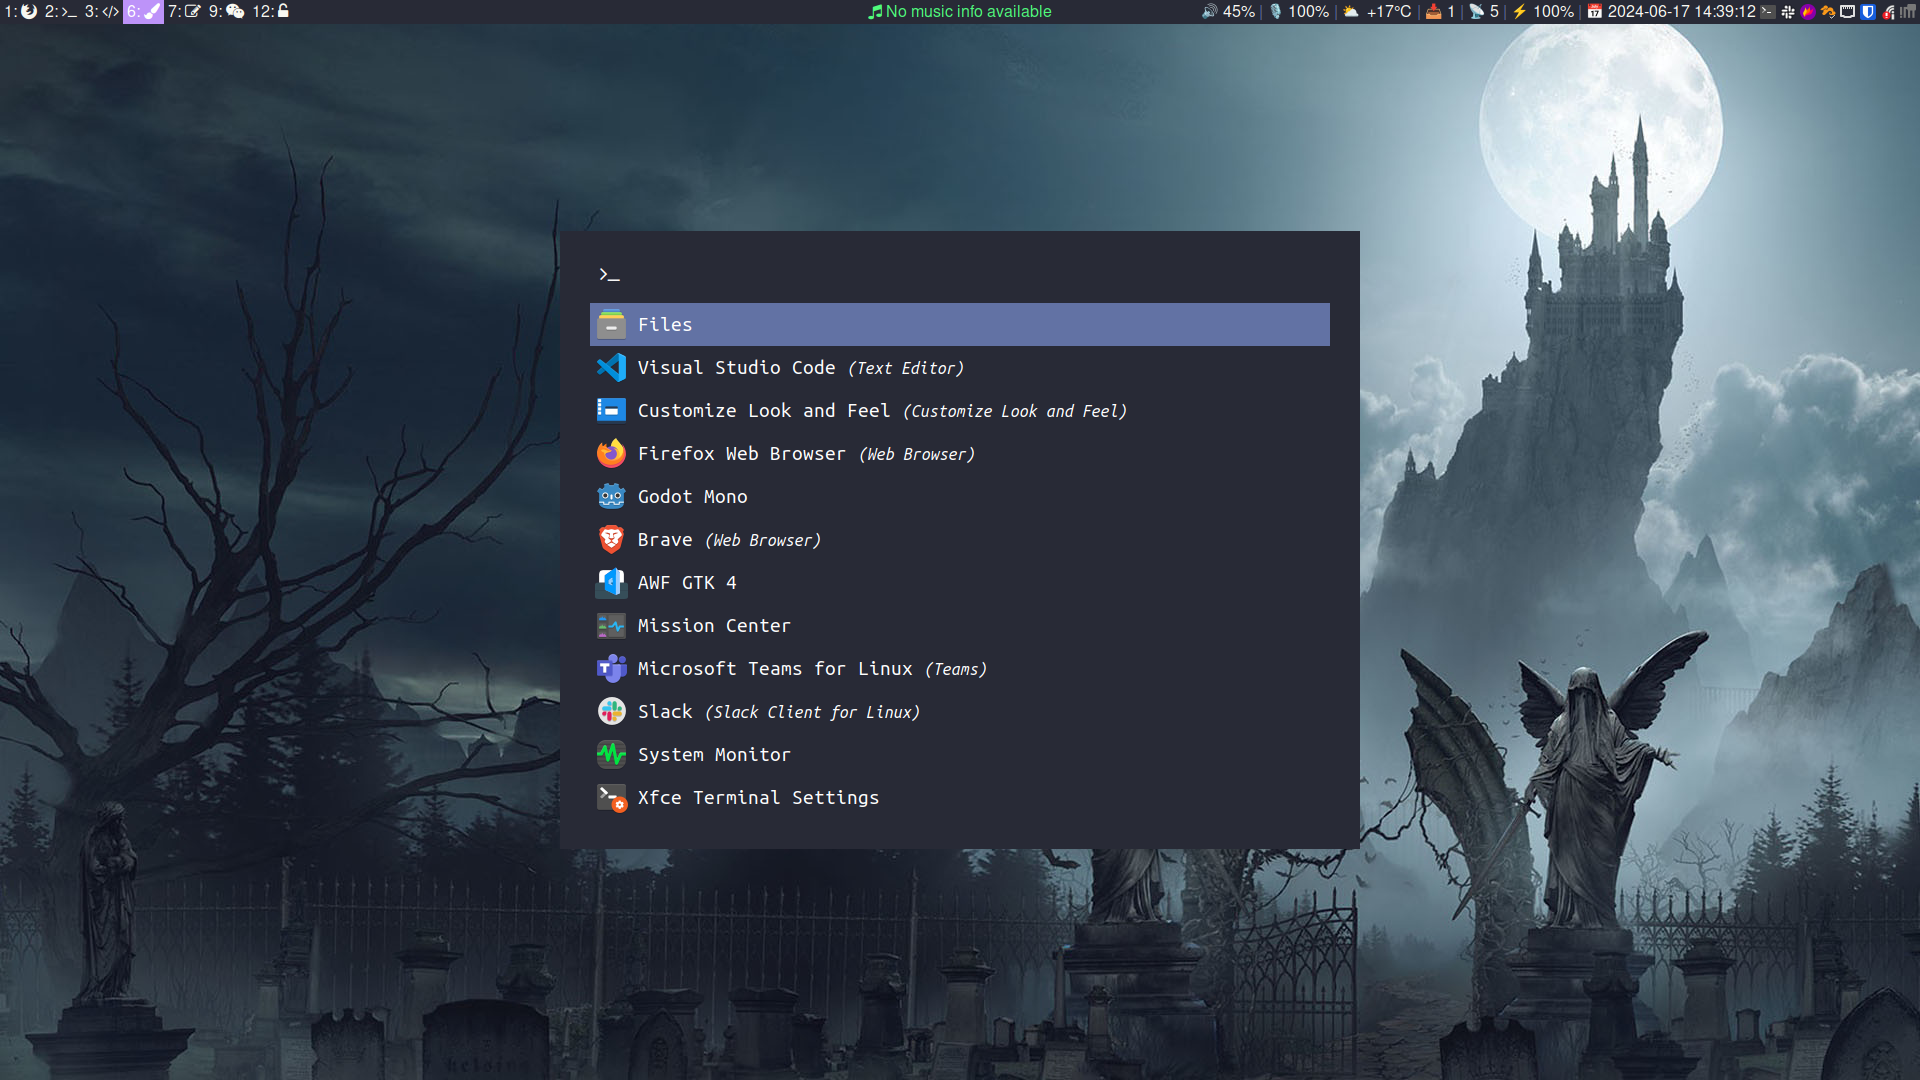 1: 2: 3: 6: 7: 9: 12:
No music info available
45% | 100% | +17°C | 1 | 5 | 100% | 2024-06-17 14:39:12
>_
Files
Visual Studio Code (Text Editor)
Customize Look and Feel (Customize Look and Feel)
Firefox Web Browser (Web Browser)
Godot Mono
Brave (Web Browser)
AWF GTK 4
Mission Center
Microsoft Teams for Linux (Teams)
Slack (Slack Client for Linux)
System Monitor
Xfce Terminal Settings